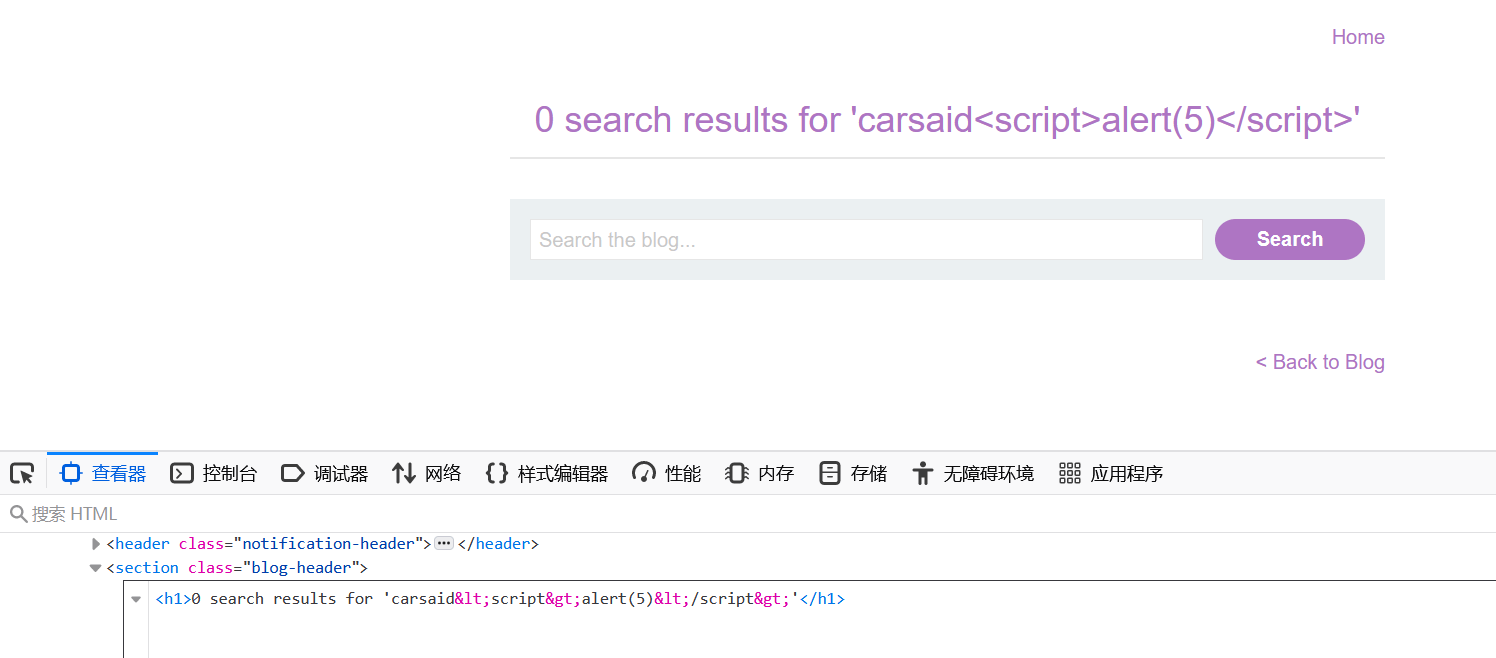 Home
0 search results for 'carsaid<script>alert(5)</script>'
Search the blog...
Search
< Back to Blog
查看器 控制台 调试器 网络 样式编辑器 性能 内存 存储 无障碍环境 应用程序
搜索 HTML
<header class="notification-header"> ••• </header>
<section class="blog-header">
<h1>0 search results for 'carsaid&lt;script&gt;alert(5)&lt;/script&gt;'</h1>